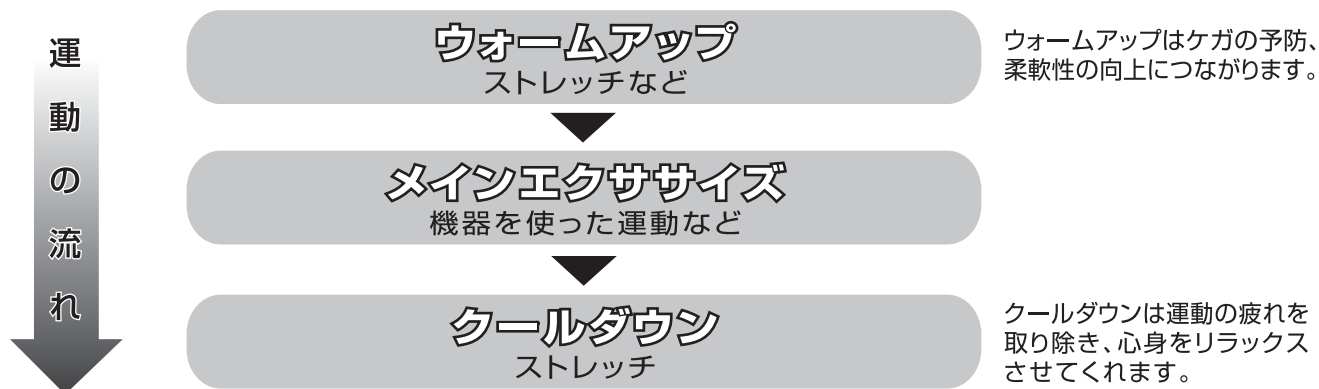 運動の流れ
ウォームアップ
ストレッチなど
ウォームアップはケガの予防、
柔軟性の向上につながります。
メインエクササイズ
機器を使った運動など
クールダウン
ストレッチ
クールダウンは運動の疲れを
取り除き、心身をリラックス
させてくれます。